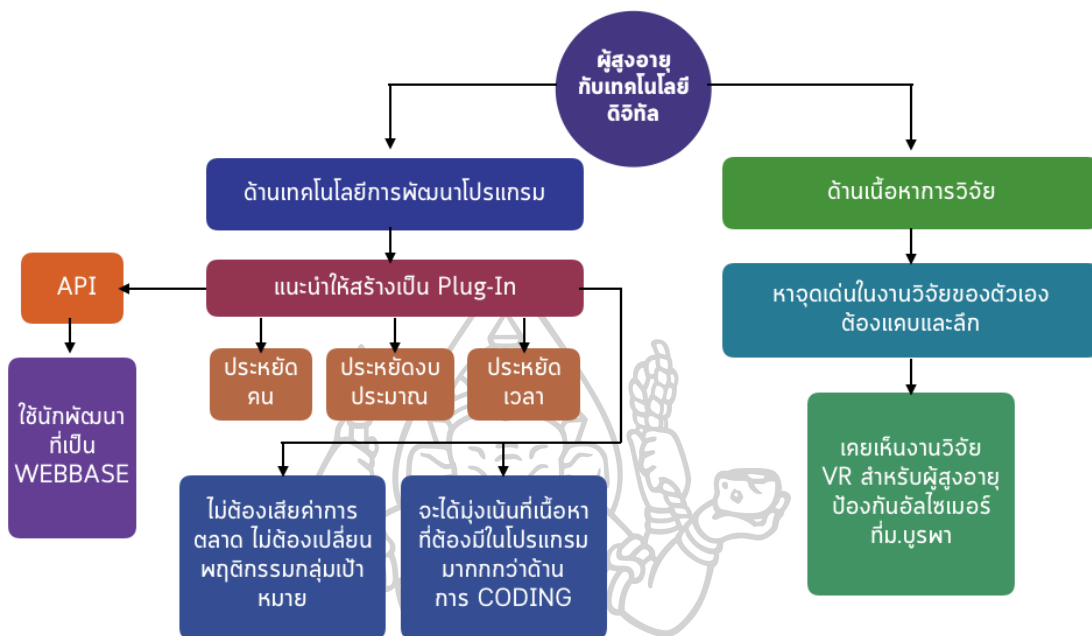 ผู้สูงอายุ
กับเทคโนโลยี
ดิจิทัล
ด้านเทคโนโลยีการพัฒนาโปรแกรม
ด้านเนื้อหาการวิจัย
API
แนะนำให้สร้างเป็น Plug-In
หาจุดเด่นในงานวิจัยของตัวเอง
ต้องแคบและลึก
ประหยัด
คน
ประหยัดงบ
ประมาณ
ประหยัด
เวลา
ใช้นักพัฒนา
ที่เป็น
WEBBASE
เคยเห็นงานวิจัย
VR สำหรับผู้สูงอายุ
ป้องกันอัลไซเมอร์
ที่ม.บูรพา
ไม่ต้องเสียค่าการ
ตลาด ไม่ต้องเปลี่ยน
พฤติกรรมกลุ่มเป้า
หมาย
จะได้มุ่งเน้นที่เนื้อหา
ที่ต้องมีในโปรแกรม
มากกกว่าด้าน
การ CODING